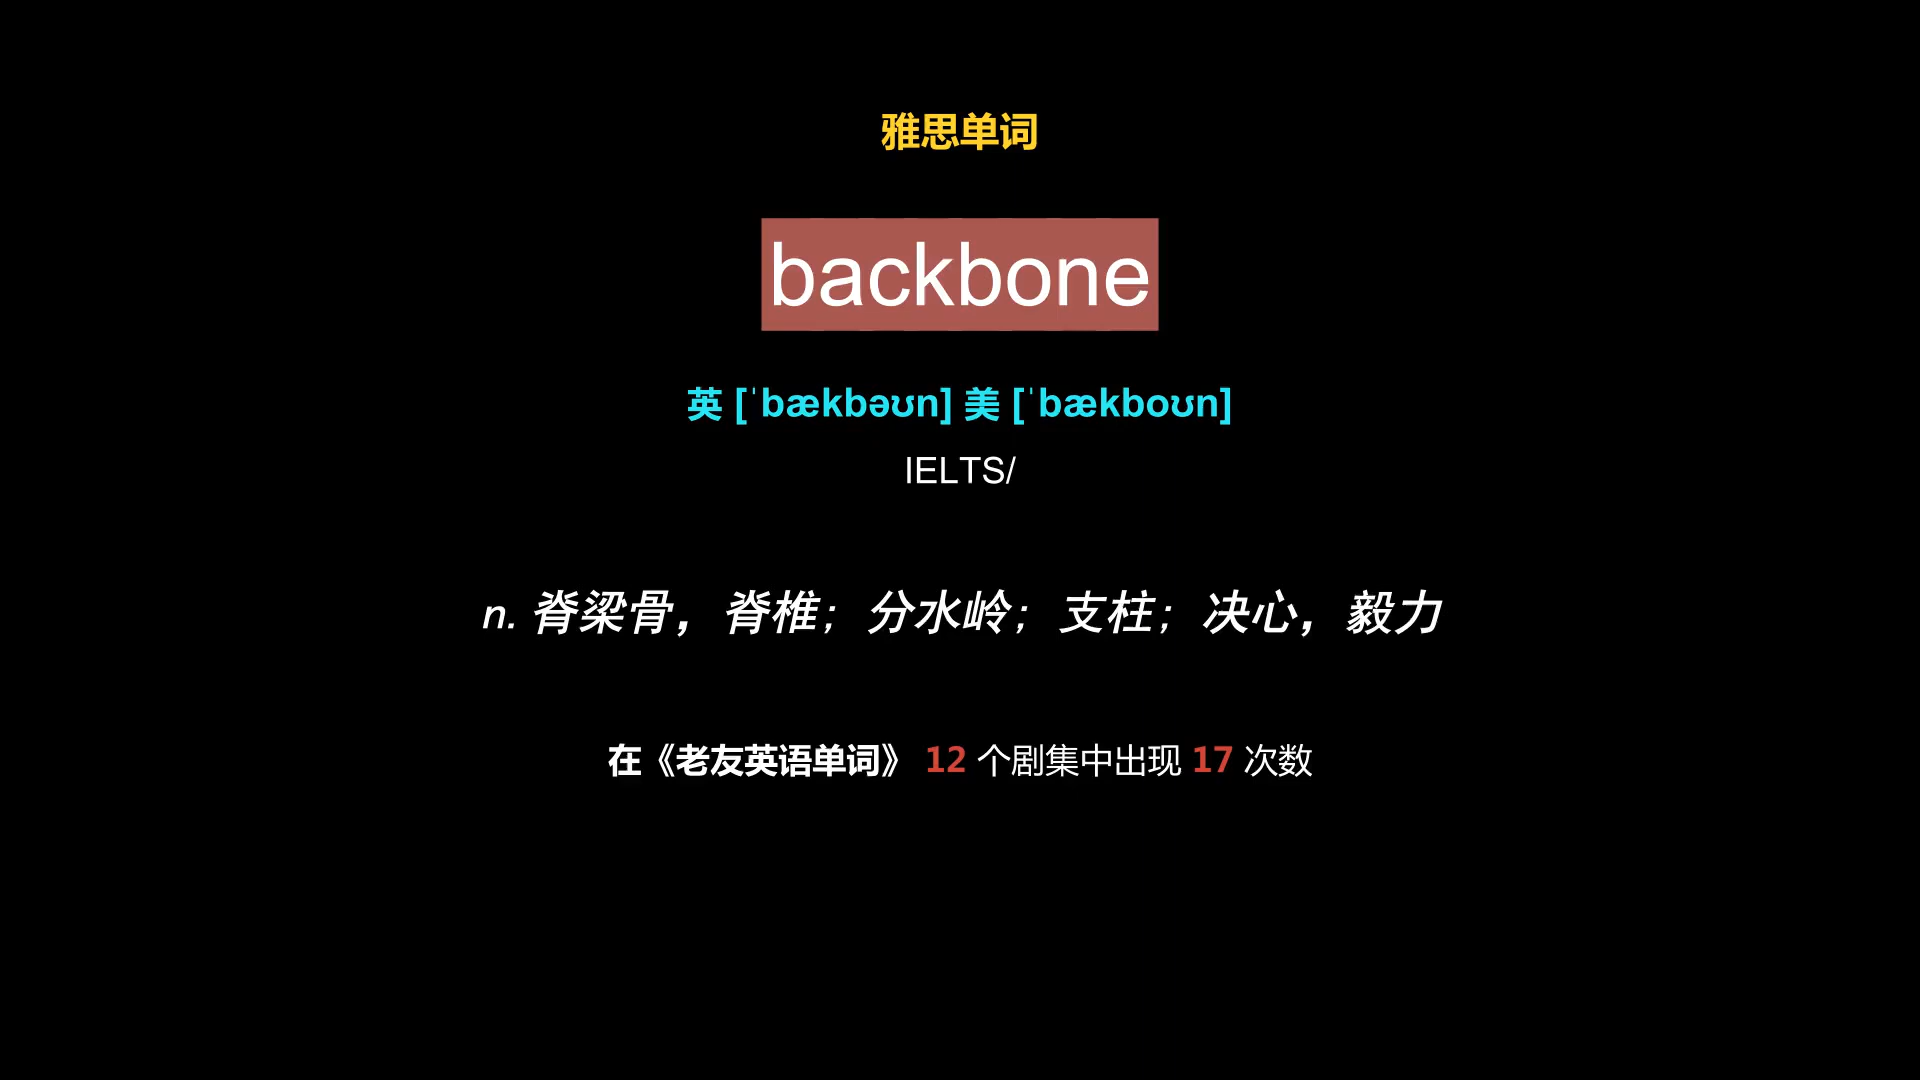 雅思单词
backbone
英 [ˈbækbəʊn] 美 [ˈbækboʊn]
IELTS/
n. 脊梁骨，脊椎；分水岭；支柱；决心，毅力
在《老友英语单词》 12 个剧集中出现 17 次数